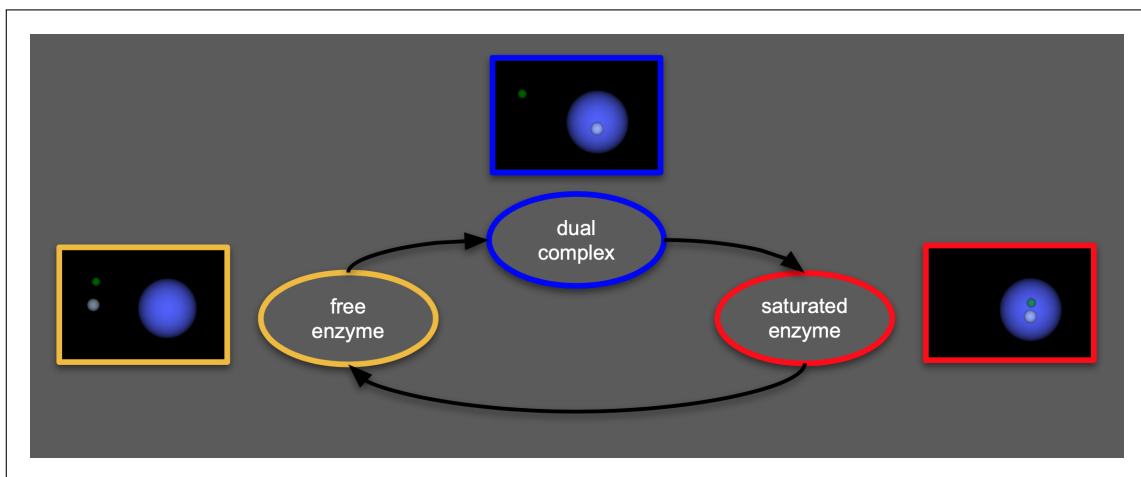 dual
complex
free
enzyme
saturated
enzyme